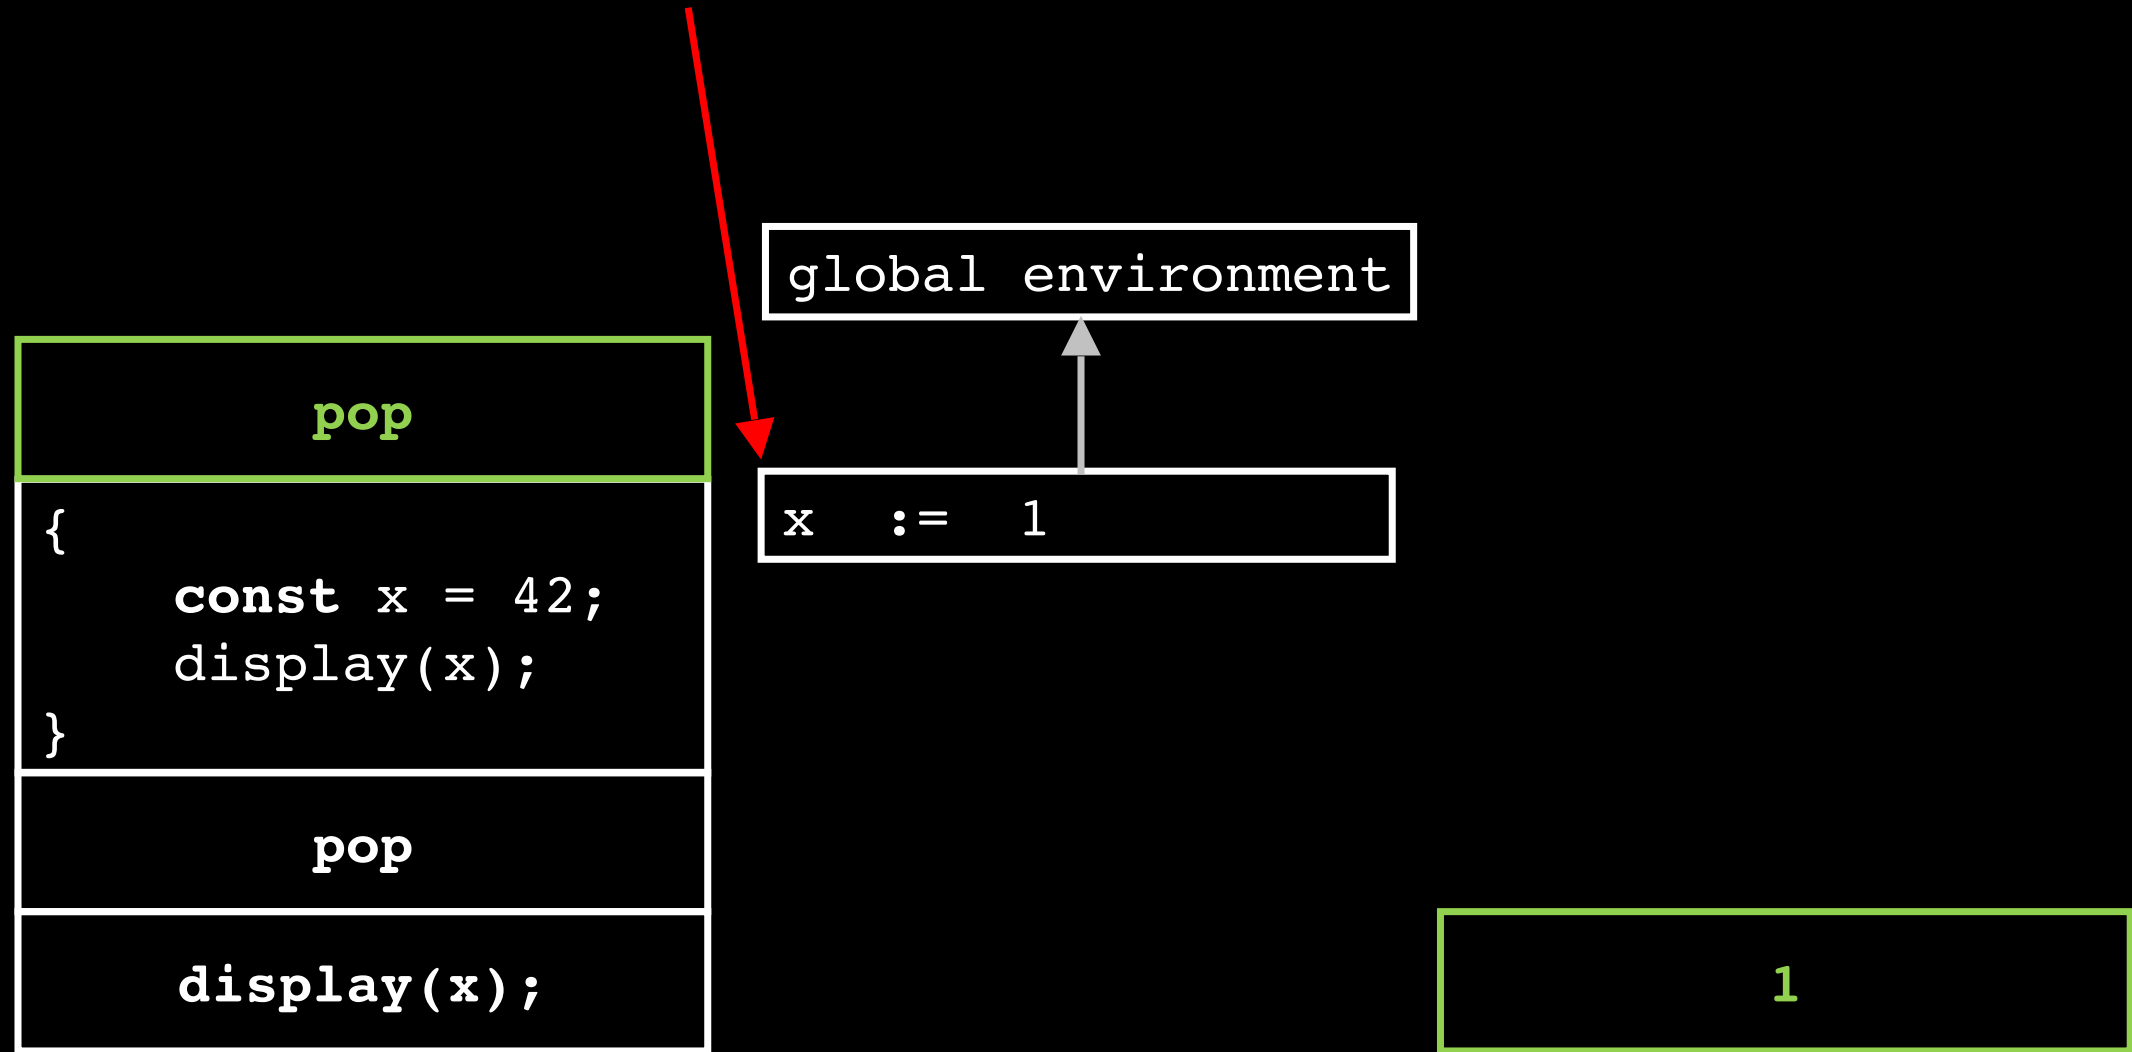 global environment
pop
x := 1
{
const x = 42;
display(x);
}
pop
display(x);
1